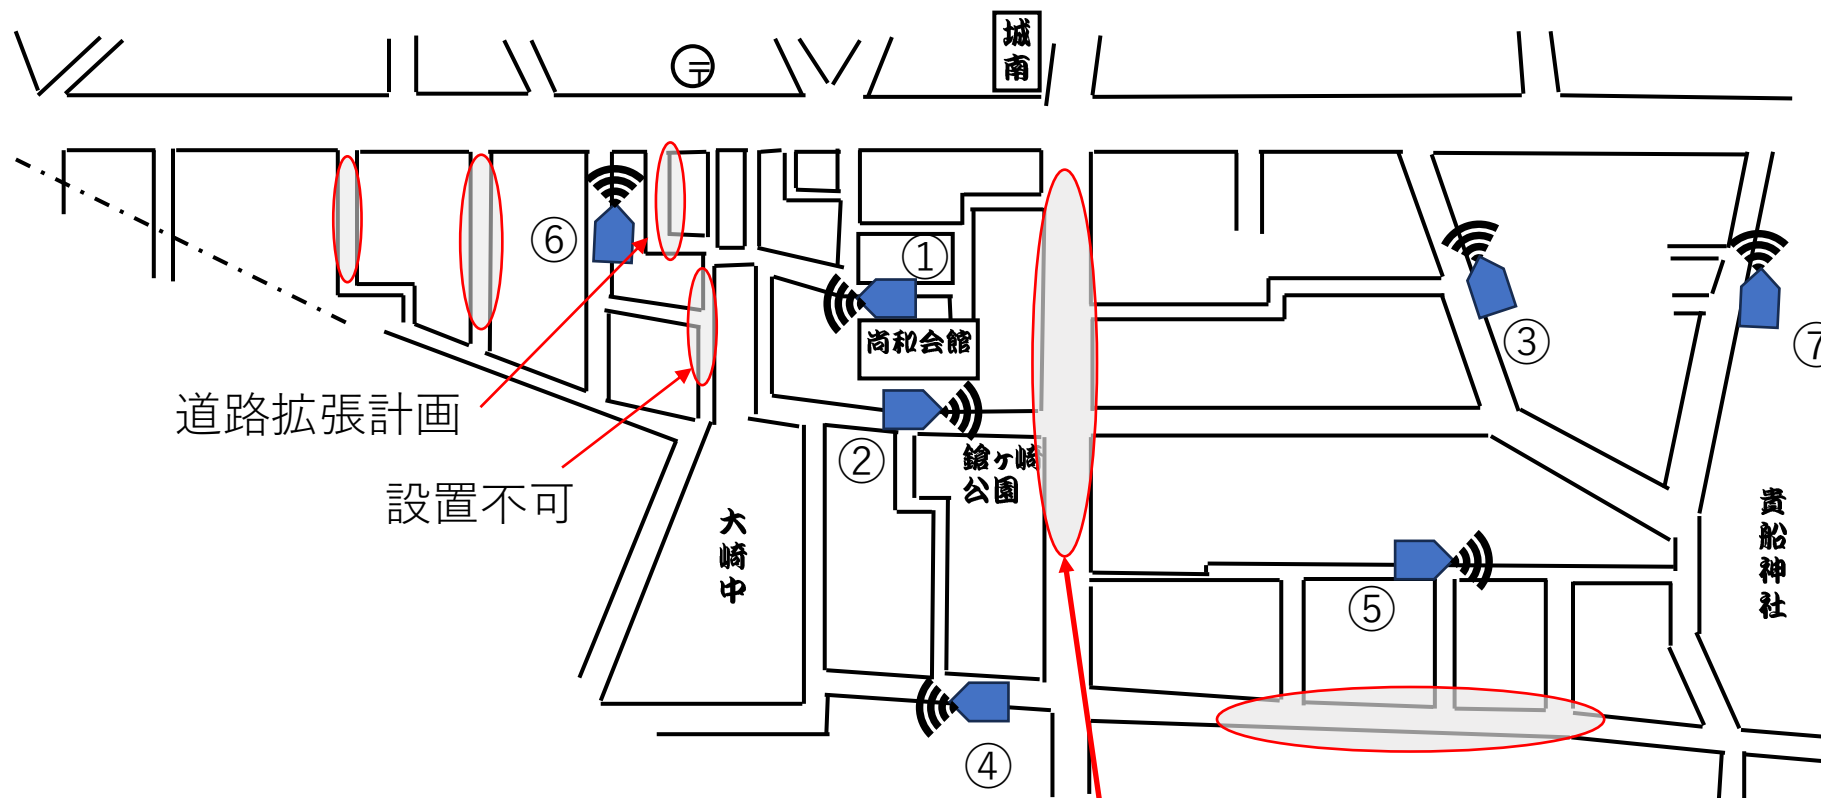 城
南
〒
⑥
①
尚和会館
③
⑦
道路拡張計画
②
鎗ヶ崎
公園
設置不可
大
崎
中
貴
船
神
社
⑤
④